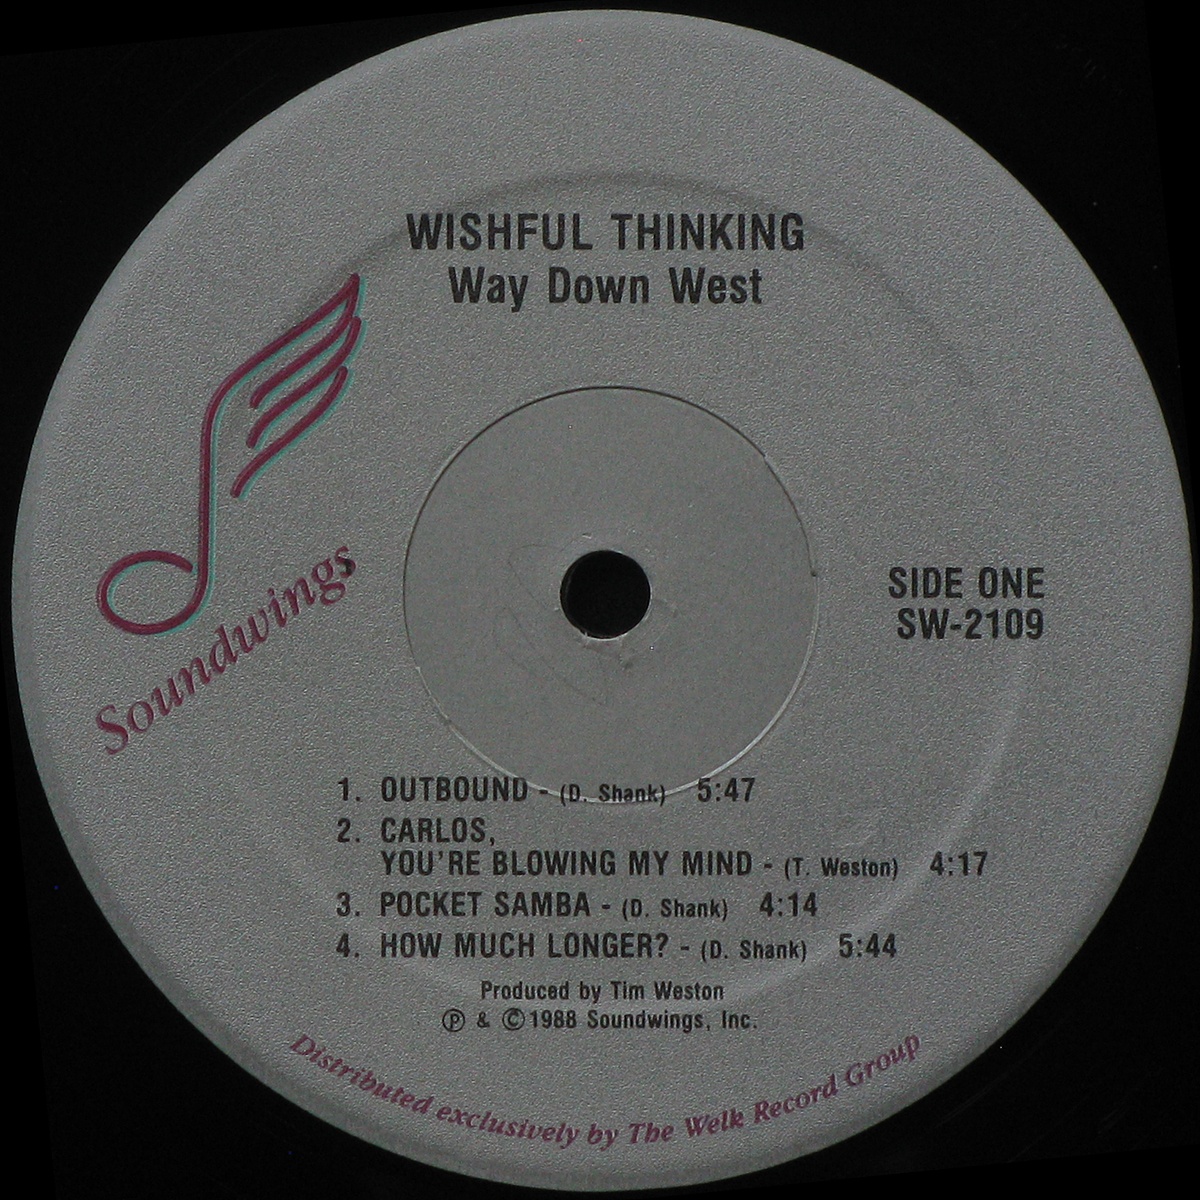 WISHFUL THINKING
Way Down West
Soundwings
SIDE ONE
SW-2109
1. OUTBOUND - (D. Shank) 5:47
2. CARLOS,
YOU'RE BLOWING MY MIND - (T. Weston) 4:17
3. POCKET SAMBA - (D. Shank) 4:14
4. HOW MUCH LONGER? - (D. Shank) 5:44
Produced by Tim Weston
℗ & ©1988 Soundwings, Inc.
Distributed exclusively by The Welk Record Group